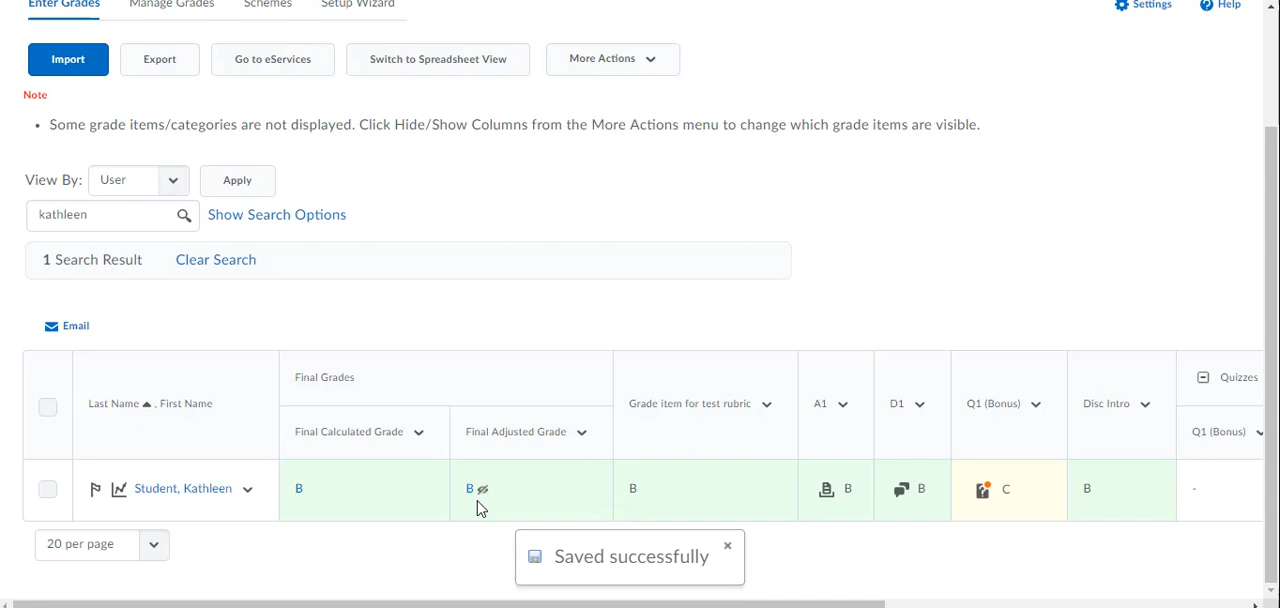 Enter Grades Manage Grades Schemes Setup Wizard Settings Help
Import Export Go to eServices Switch to Spreadsheet View More Actions
Note
• Some grade items/categories are not displayed. Click Hide/Show Columns from the More Actions menu to change which grade items are visible.
View By: User Apply
kathleen Show Search Options
1 Search Result Clear Search
Email
Final Grades Quizzes
Last Name , First Name Grade item for test rubric A1 D1 Q1 (Bonus) Disc Intro
Final Calculated Grade Final Adjusted Grade Q1 (Bonus)
Student, Kathleen B B B B B C B -
20 per page
Saved successfully ×